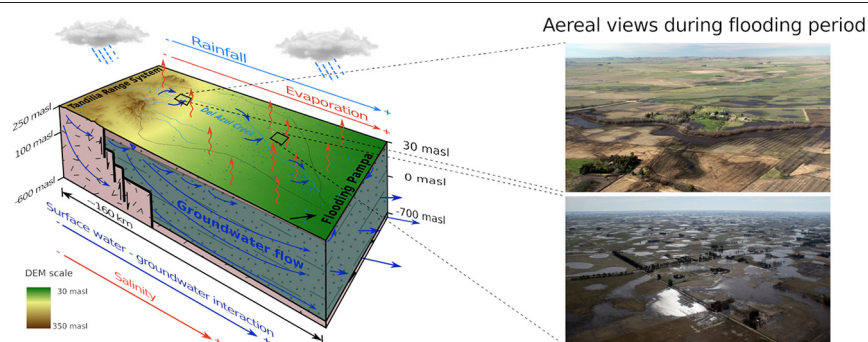 Aereal views during flooding period
Rainfall
+
Evaporation
+
Tandilia Range System
Del Azul Creek
250 masl
100 masl
-600 masl
30 masl
0 masl
-700 masl
Flooding Pampa
Groundwater flow
~160 km
Surface water - groundwater interaction
+
Salinity
+
DEM scale
30 masl
350 masl